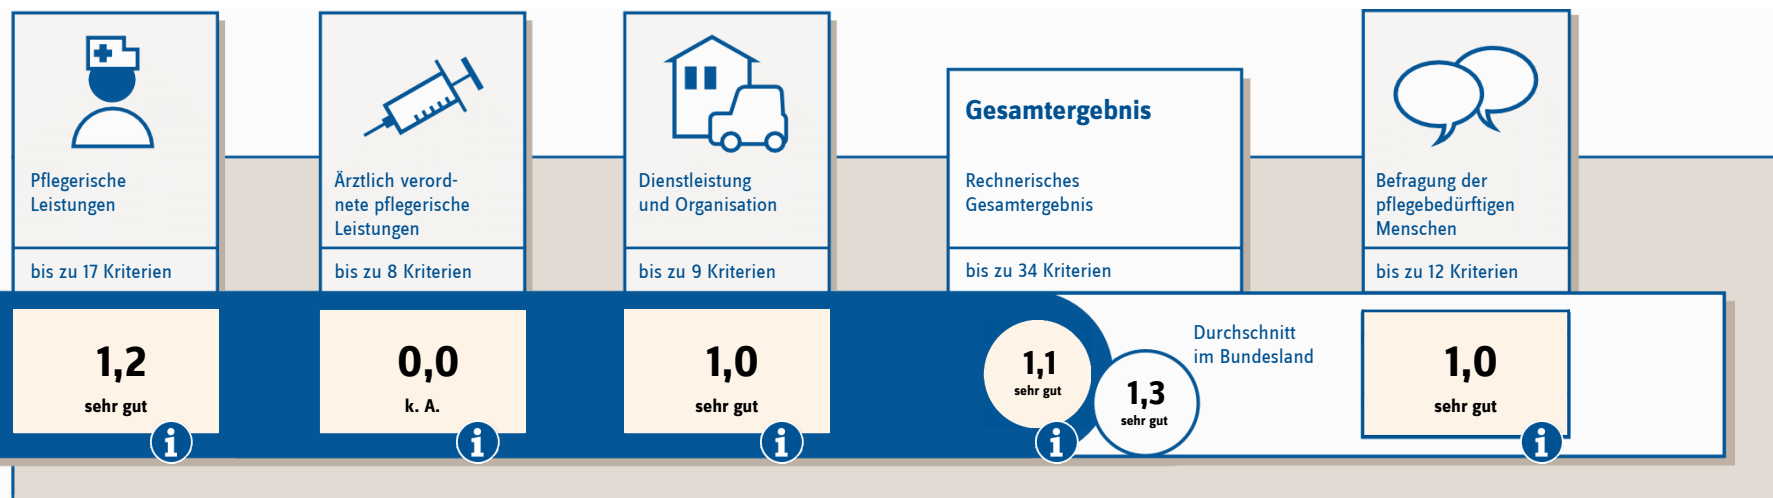 Pflegerische
Leistungen
bis zu 17 Kriterien
1,2
sehr gut
i
Ärztlich verord-
nete pflegerische
Leistungen
bis zu 8 Kriterien
0,0
k. A.
i
Dienstleistung
und Organisation
bis zu 9 Kriterien
1,0
sehr gut
i
Gesamtergebnis
Rechnerisches
Gesamtergebnis
bis zu 34 Kriterien
1,1
sehr gut
i
1,3
sehr gut
Durchschnitt
im Bundesland
Befragung der
pflegebedürftigen
Menschen
bis zu 12 Kriterien
1,0
sehr gut
i